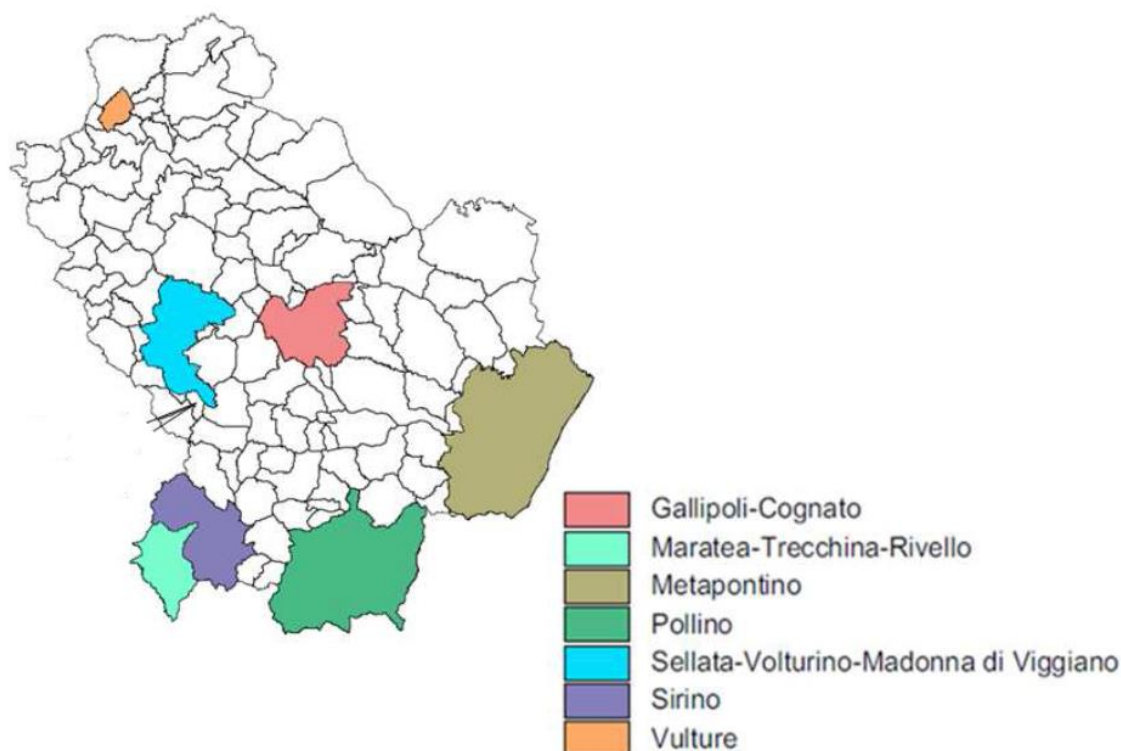 Gallipoli-Cognato
Maratea-Trecchina-Rivello
Metapontino
Pollino
Sellata-Volturino-Madonna di Viggiano
Sirino
Vulture